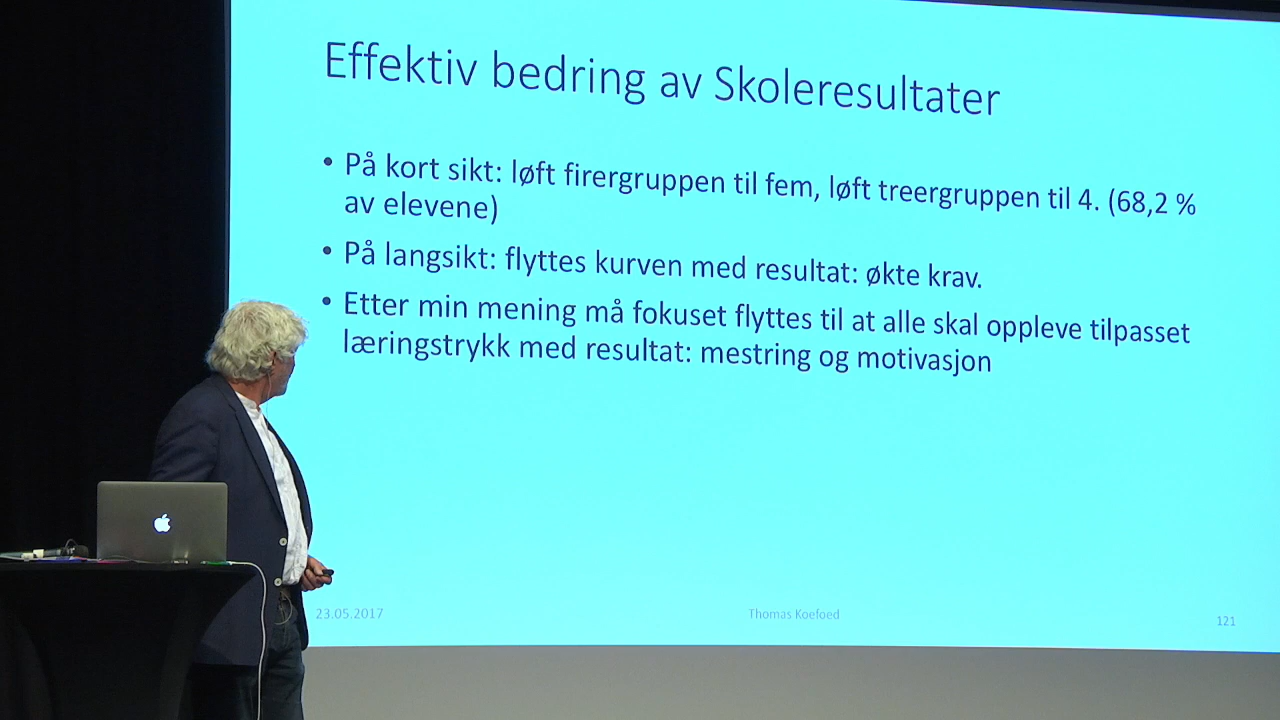 Effektiv bedring av Skoleresultater
• På kort sikt: løft firergruppen til fem, løft treergruppen til 4. (68,2 %
av elevene)
• På langsikt: flyttes kurven med resultat: økte krav.
• Etter min mening må fokuset flyttes til at alle skal oppleve tilpasset
læringstrykk med resultat: mestring og motivasjon
23.05.2017
Thomas Koefoed
121